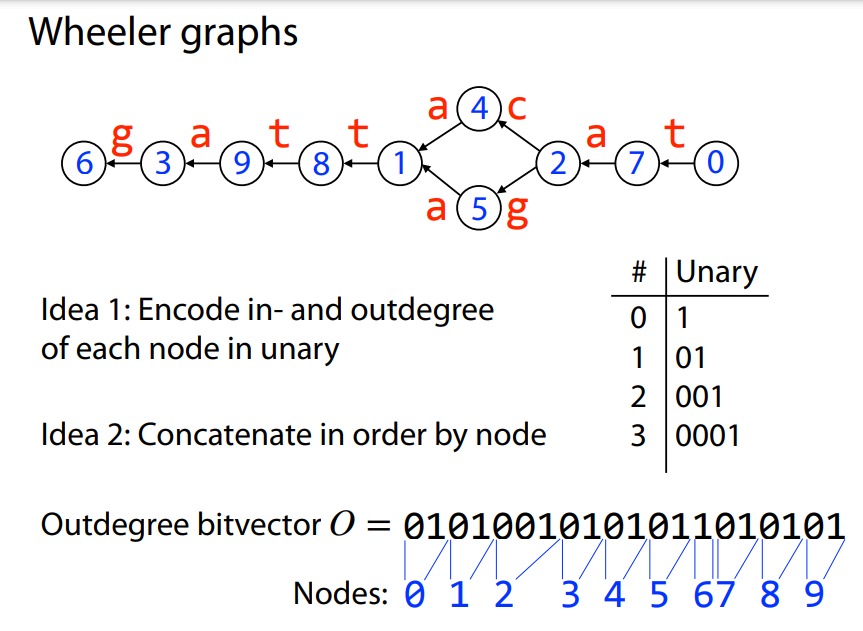 Wheeler graphs
a 4 c
g a t t a t
6 3 9 8 1 2 7 0
a 5 g
# Unary
Idea 1: Encode in- and outdegree
of each node in unary
0 1
1 01
2 001
3 0001
Idea 2: Concatenate in order by node
Outdegree bitvector O = 01010010101011010101
Nodes: 0 1 2 3 4 5 6 7 8 9